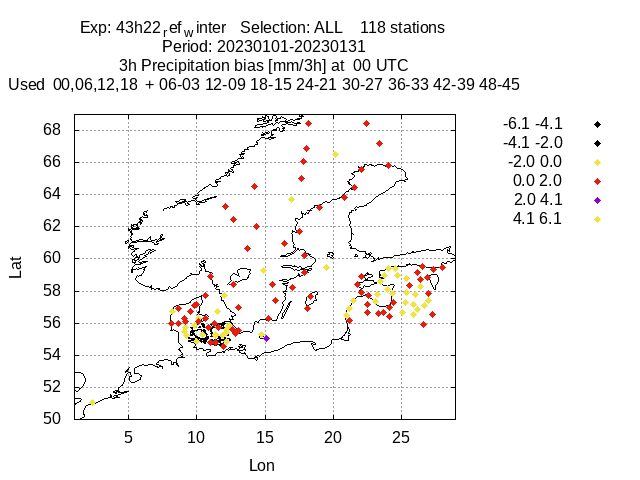 Exp: 43h22ref_winter   Selection: ALL    118 stations
Period: 20230101-20230131
3h Precipitation bias [mm/3h] at  00 UTC
Used  00,06,12,18  + 06-03 12-09 18-15 24-21 30-27 36-33 42-39 48-45
-6.1 -4.1
-4.1 -2.0
-2.0 0.0
0.0 2.0
2.0 4.1
4.1 6.1
68
66
64
62
60
58
56
54
52
50
Lat
5 10 15 20 25
Lon